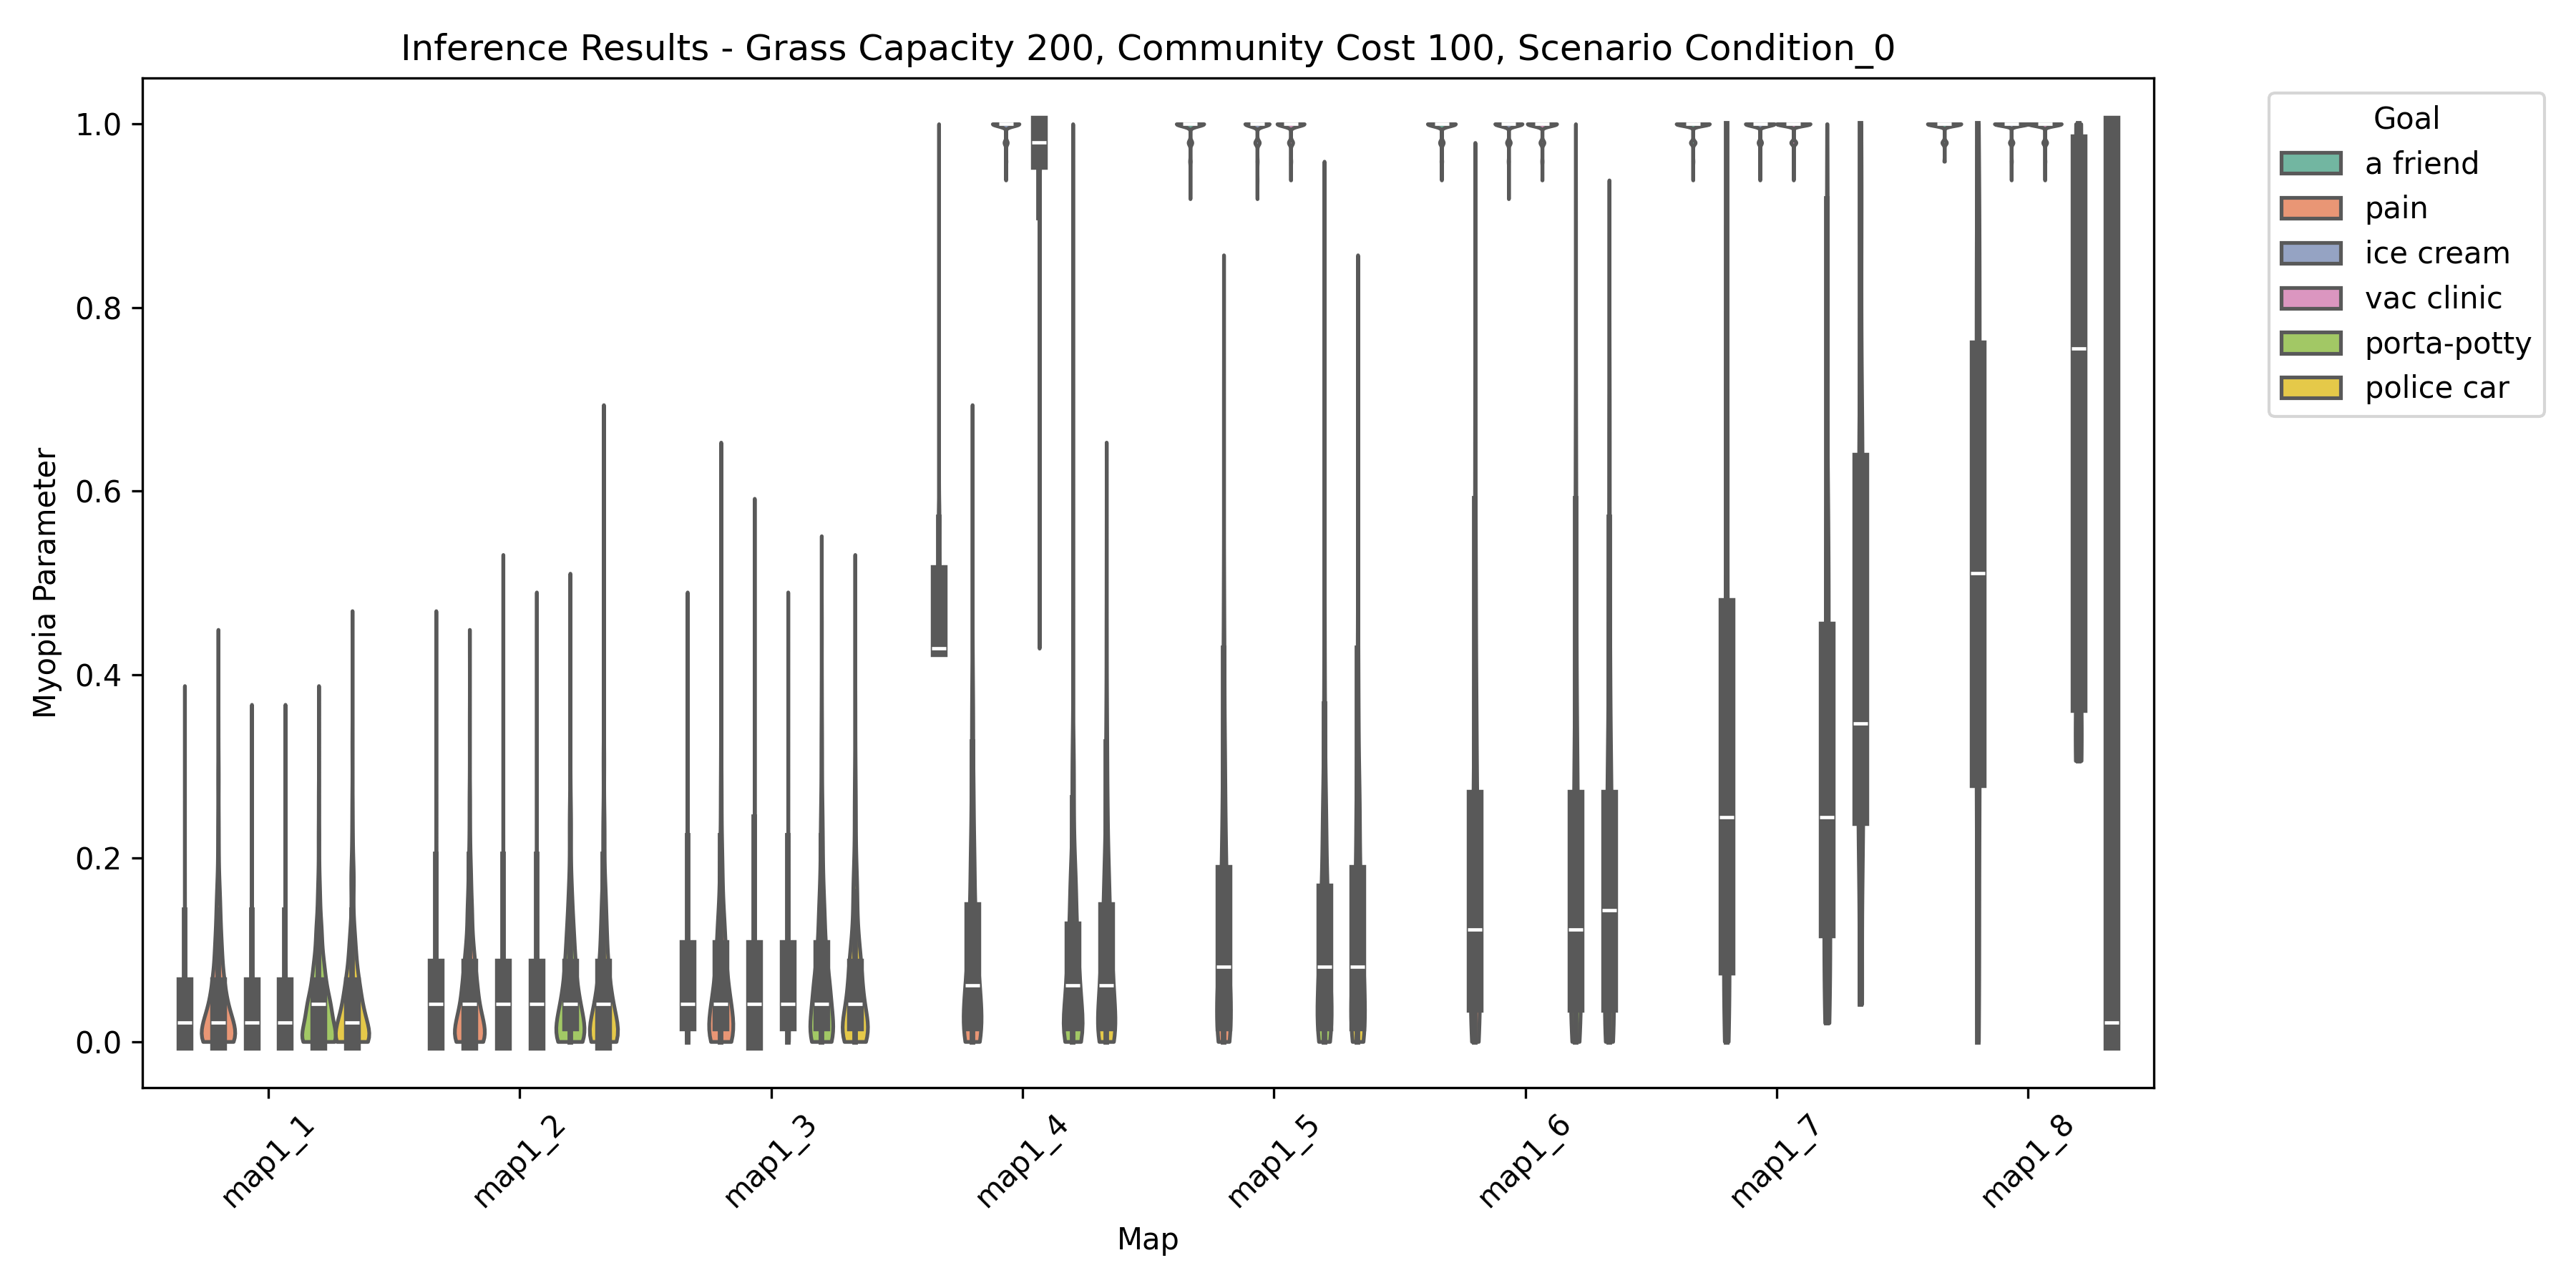 Inference Results - Grass Capacity 200, Community Cost 100, Scenario Condition_0
Myopia Parameter
1.0
0.8
0.6
0.4
0.2
0.0
map1_1
map1_2
map1_3
map1_4
map1_5
map1_6
map1_7
map1_8
Map
Goal
a friend
pain
ice cream
vac clinic
porta-potty
police car